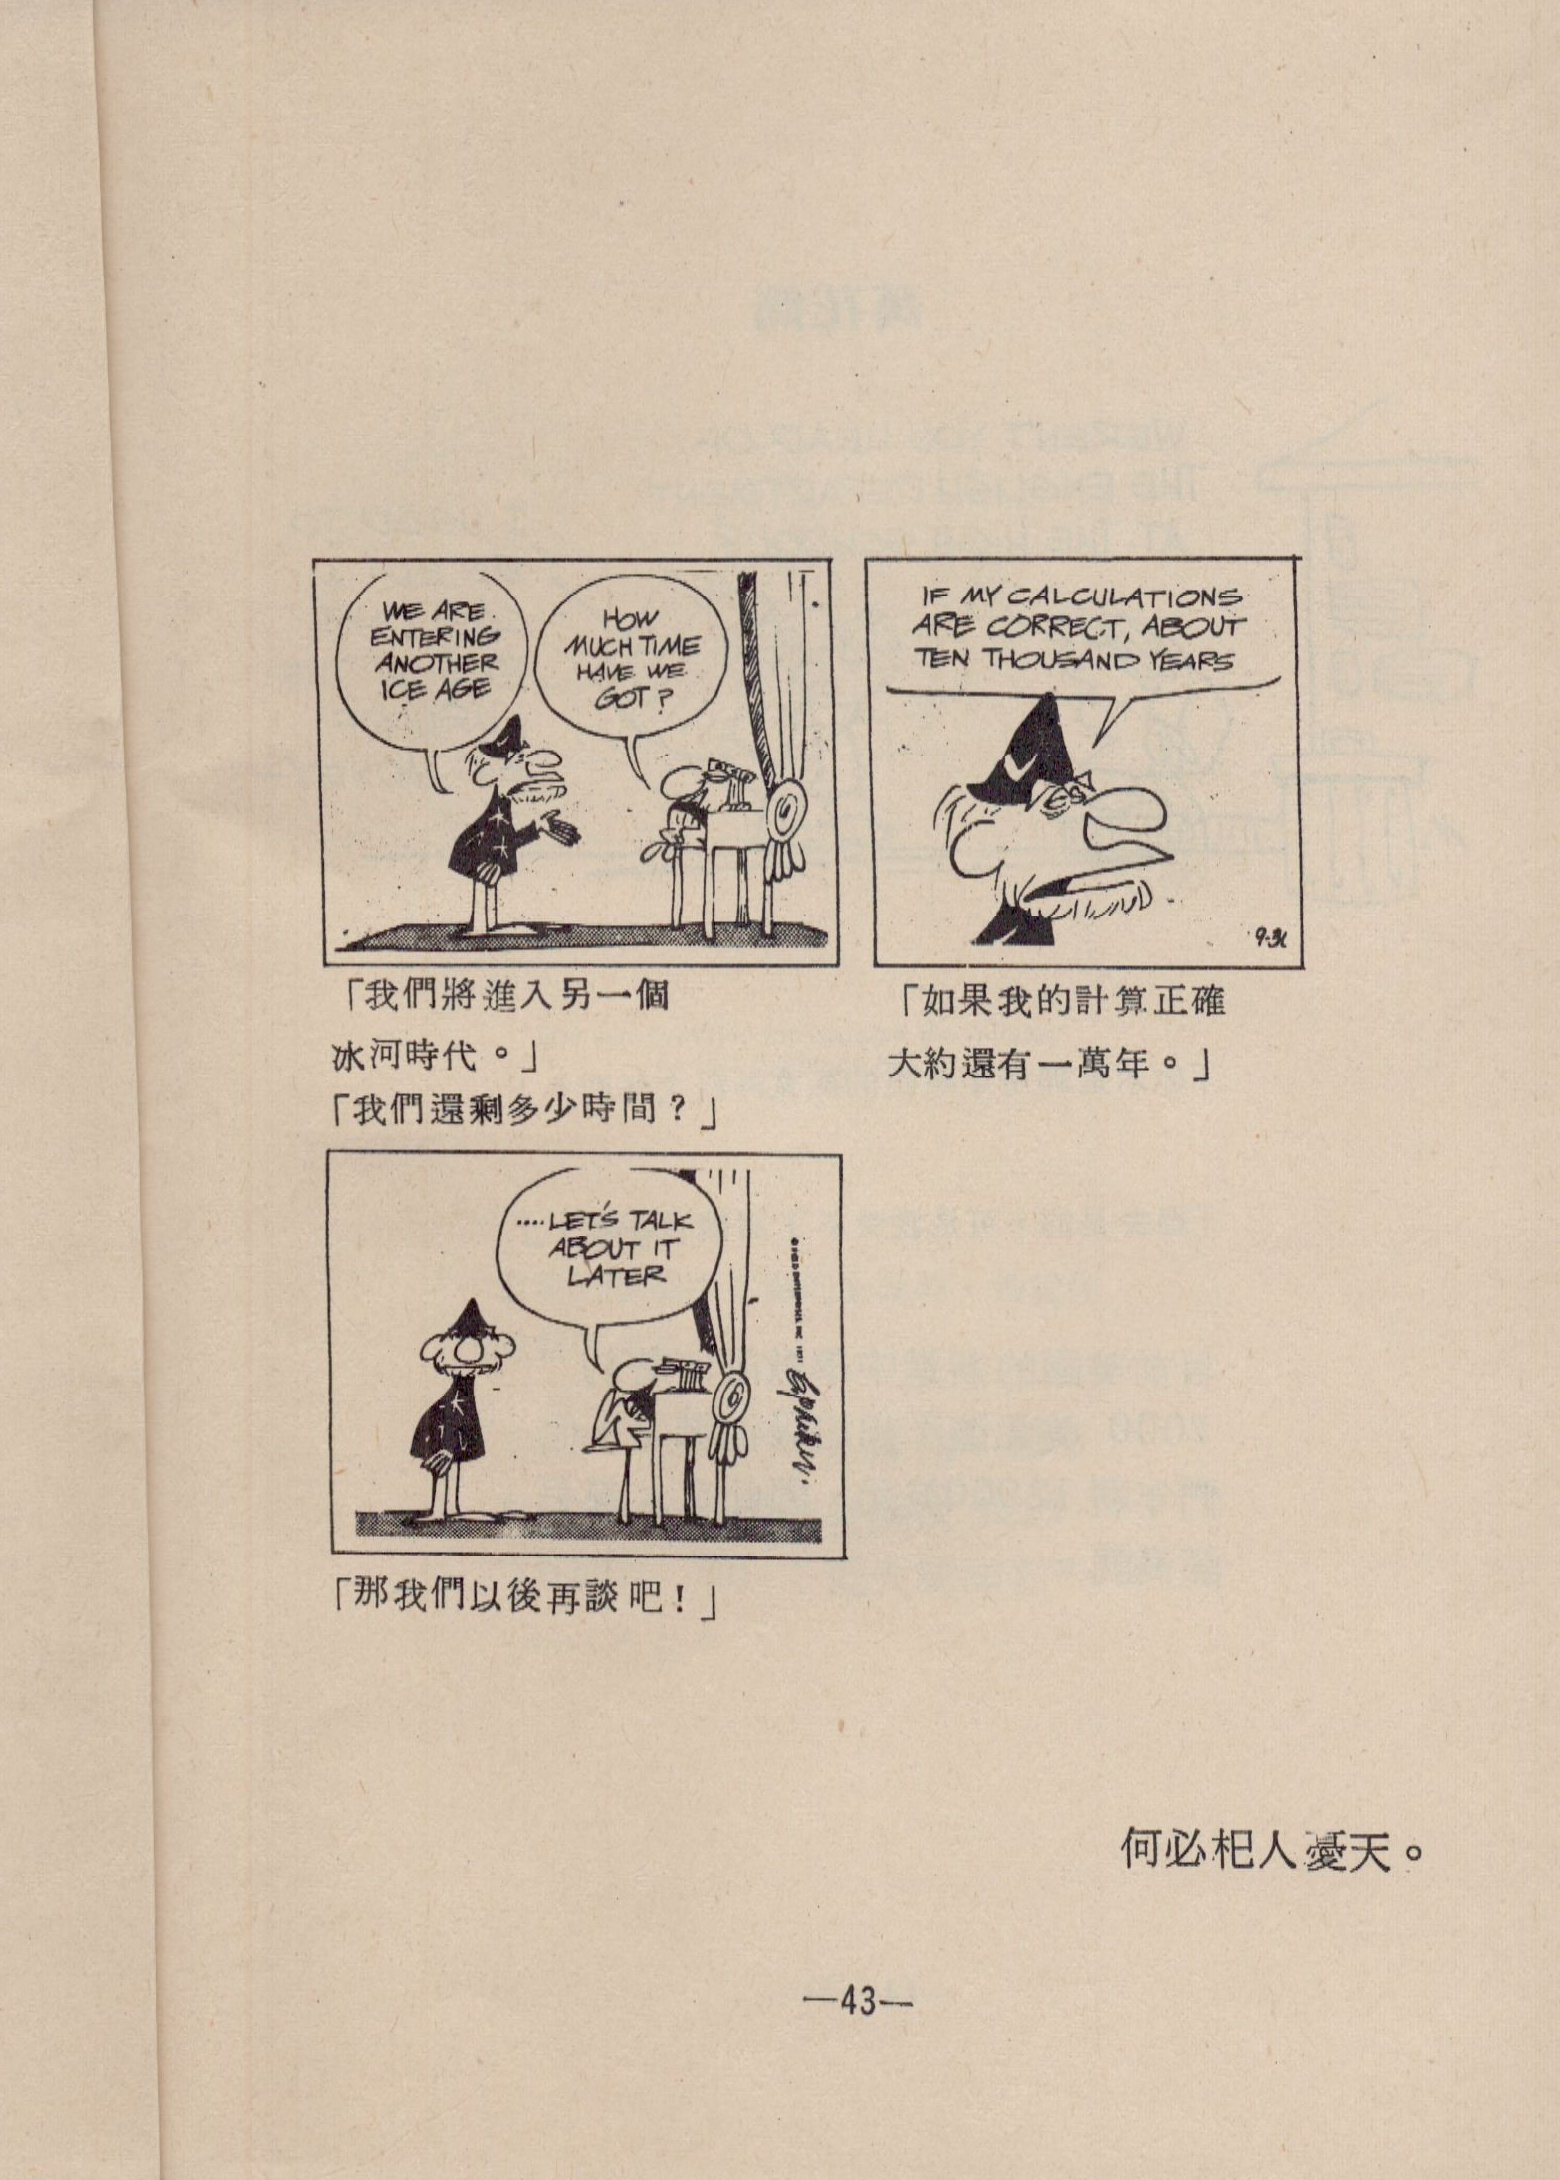 WE ARE
ENTERING
ANOTHER
ICE AGE
HOW
MUCH TIME
HAVE WE
GOT?
IF MY CALCULATIONS
ARE CORRECT, ABOUT
TEN THOUSAND YEARS
「我們將進入另一個
冰河時代。」
「我們還剩多少時間？」
「如果我的計算正確
大約還有一萬年。」
....LET'S TALK
ABOUT IT
LATER
「那我們以後再談吧！」
何必杞人憂天。
—43—